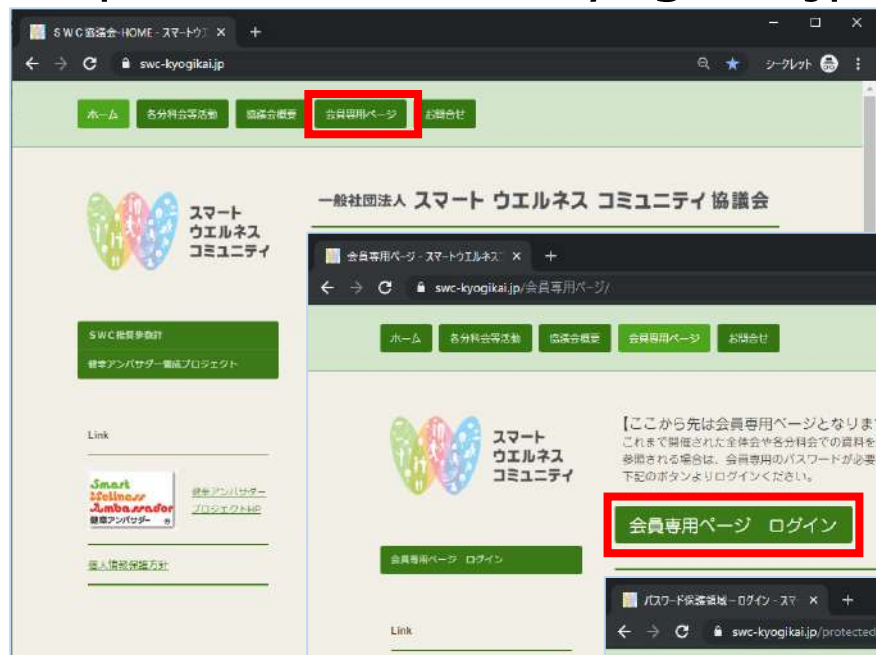 SWC協議会-HOME - スマートウエ
swc-kyogikai.jp
シークレット
ホーム
各分科会等活動
協議会概要
会員専用ページ
お問合せ
スマート
ウエルネス
コミュニティ
一般社団法人 スマート ウエルネス コミュニティ協議会
SWC推奨歩数計
健幸アンバサダー養成プロジェクト
Link
Smart
Wellness
Ambassador
健幸アンバサダー
健幸アンバサダー
プロジェクトHP
個人情報保護方針
会員専用ページ - スマートウエルネス
swc-kyogikai.jp/会員専用ページ/
ホーム
各分科会等活動
協議会概要
会員専用ページ
お問合せ
スマート
ウエルネス
コミュニティ
【ここから先は会員専用ページとなりま
これまで開催された全体会や各分科会での資料を
参照される場合は、会員専用のパスワードが必要
下記のボタンよりログインください。
会員専用ページ ログイン
会員専用ページ ログイン
Link
パスワード保護領域 – ログイン - スマ
swc-kyogikai.jp/protected